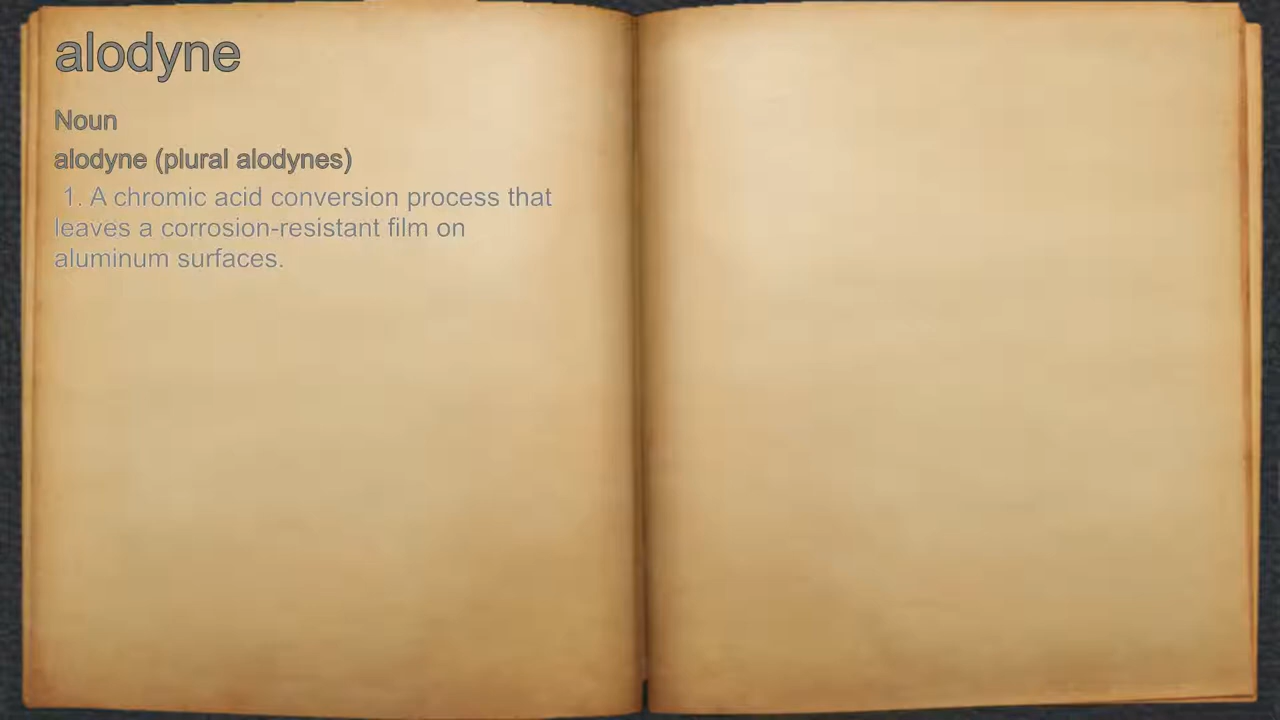 alodyne
Noun
alodyne (plural alodynes)
1. A chromic acid conversion process that
leaves a corrosion-resistant film on
aluminum surfaces.